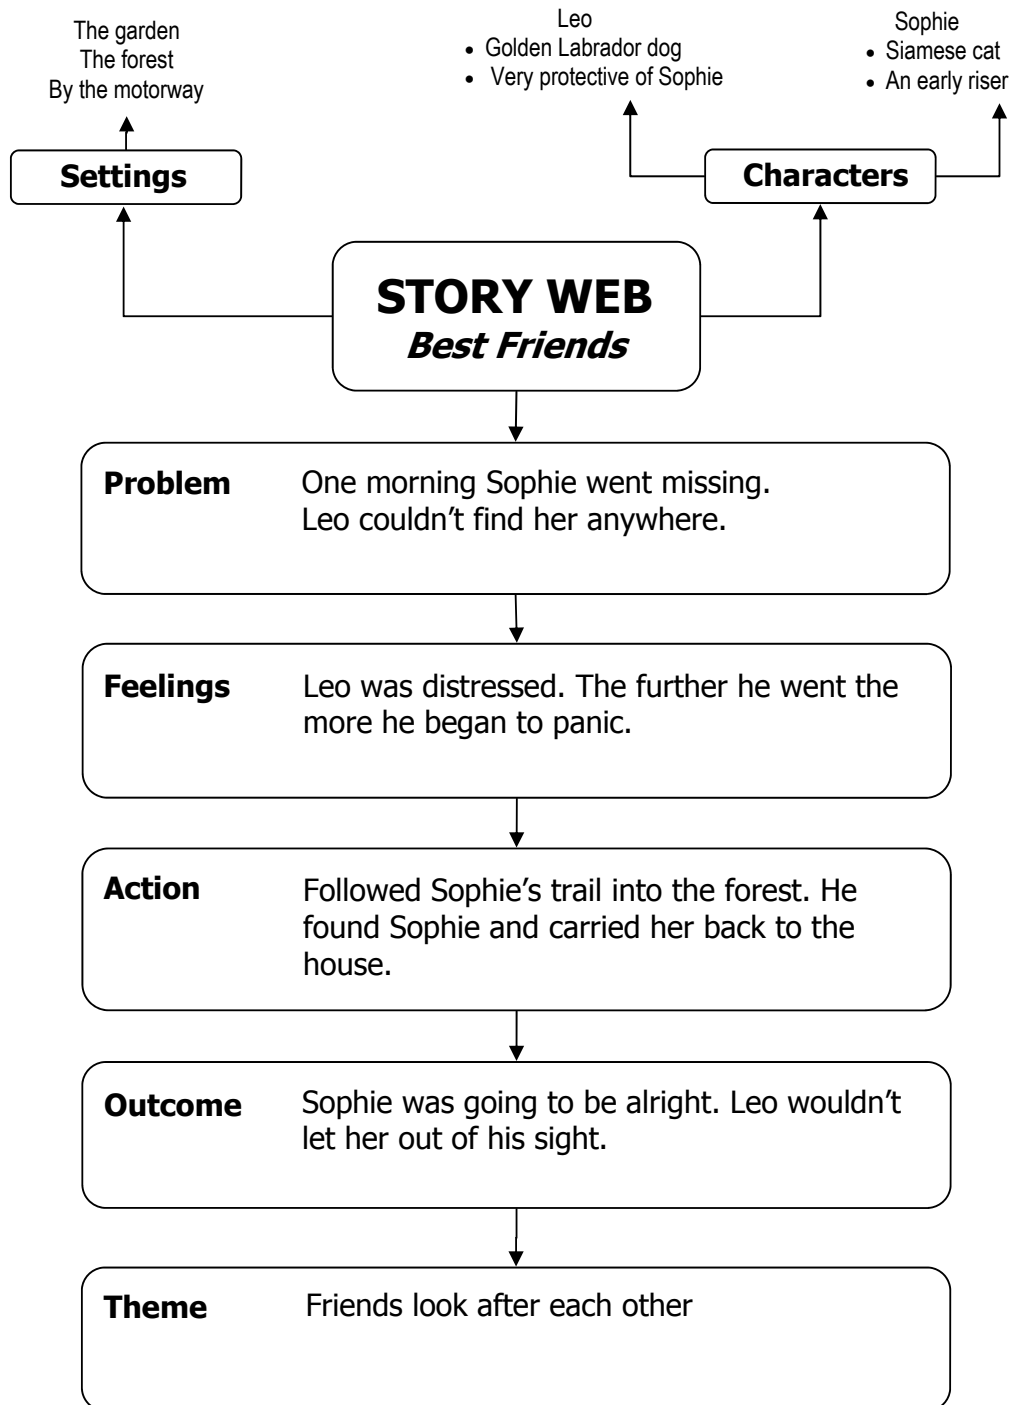 The garden
The forest
By the motorway
Settings
Leo
• Golden Labrador dog
• Very protective of Sophie
Sophie
• Siamese cat
• An early riser
Characters
STORY WEB
Best Friends
Problem
One morning Sophie went missing.
Leo couldn’t find her anywhere.
Feelings
Leo was distressed. The further he went the
more he began to panic.
Action
Followed Sophie’s trail into the forest. He
found Sophie and carried her back to the
house.
Outcome
Sophie was going to be alright. Leo wouldn’t
let her out of his sight.
Theme
Friends look after each other